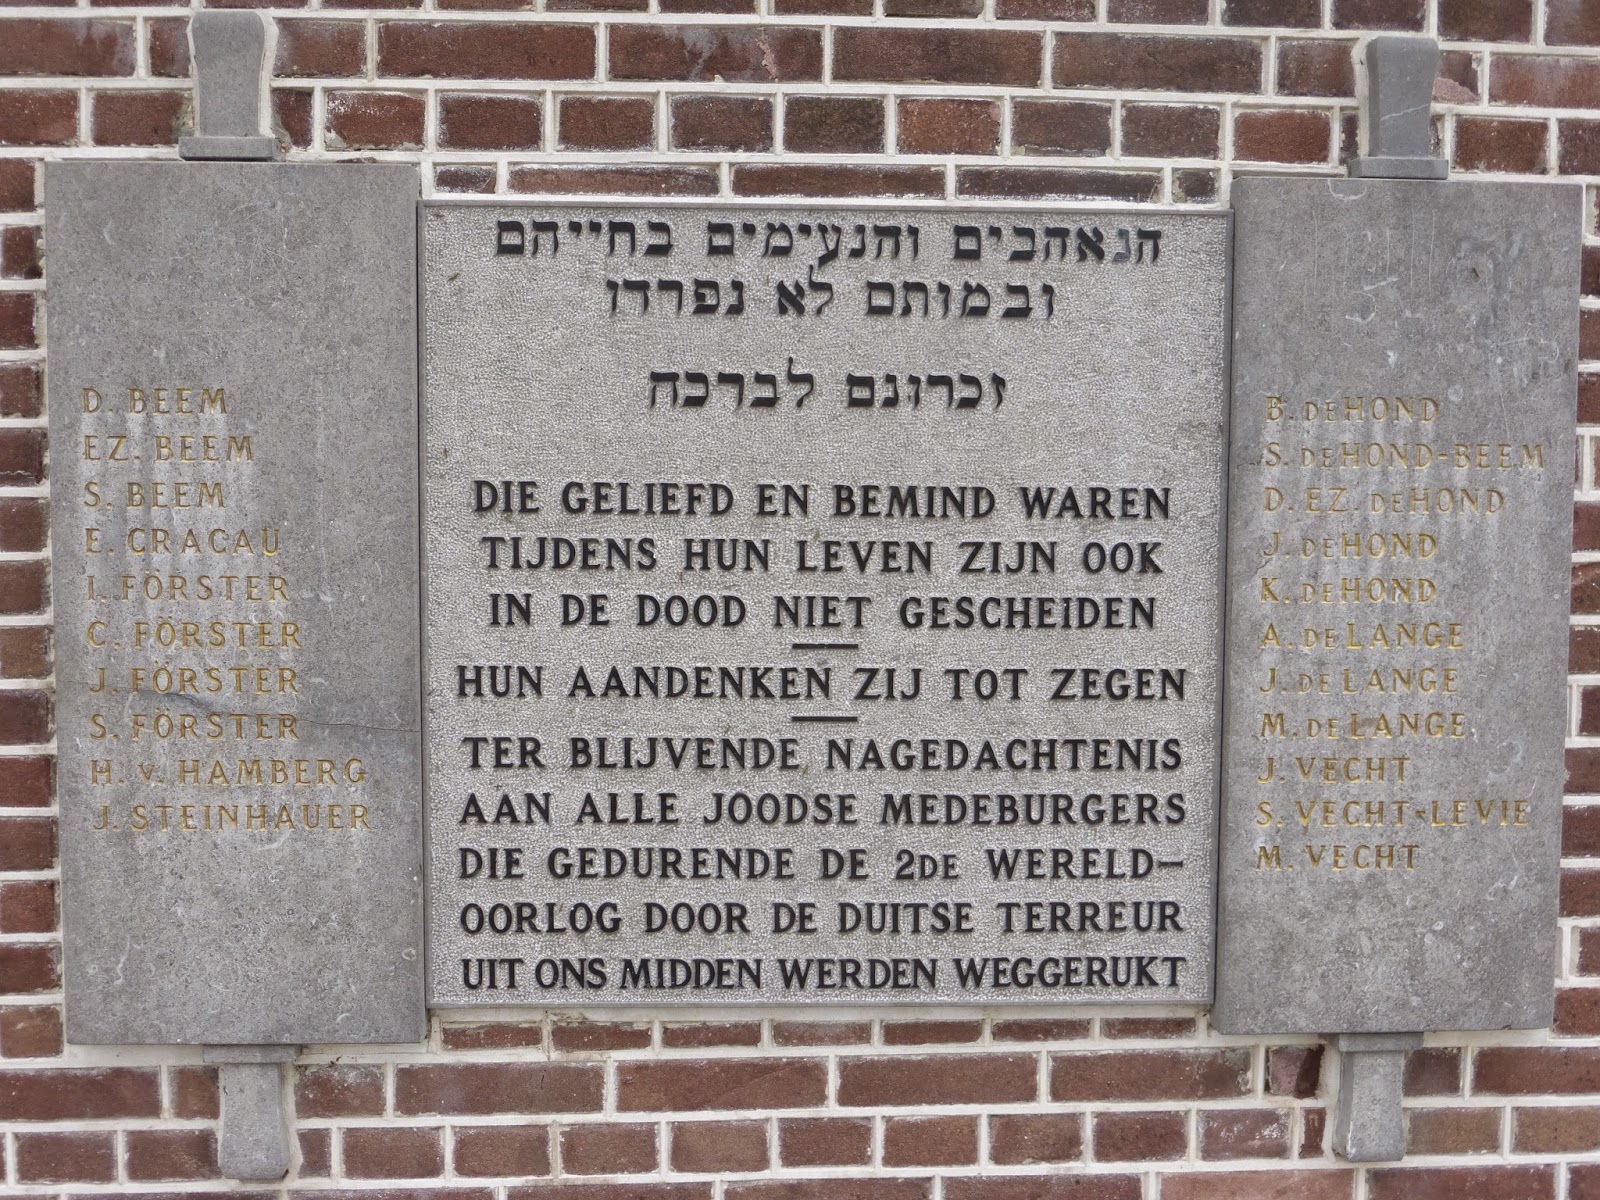 D. BEEM
EZ. BEEM
S. BEEM
E. CRACAU
I. FÖRSTER
C. FÖRSTER
J. FÖRSTER
S. FÖRSTER
H. v. HAMBERG
J. STEINHAUER
הנאהבים והנעימים בחייהם
ובמותם לא נפרדו
זכרונם לברכה
DIE GELIEFD EN BEMIND WAREN
TIJDENS HUN LEVEN ZIJN OOK
IN DE DOOD NIET GESCHEIDEN
HUN AANDENKEN ZIJ TOT ZEGEN
TER BLIJVENDE NAGEDACHTENIS
AAN ALLE JOODSE MEDEBURGERS
DIE GEDURENDE DE 2DE WERELD-
OORLOG DOOR DE DUITSE TERREUR
UIT ONS MIDDEN WERDEN WEGGERUKT
B. DE HOND
S. DE HOND-BEEM
D. EZ. DE HOND
J. DE HOND
K. DE HOND
A. DE LANGE
J. DE LANGE
M. DE LANGE
J. VECHT
S. VECHT-LEVIE
M. VECHT